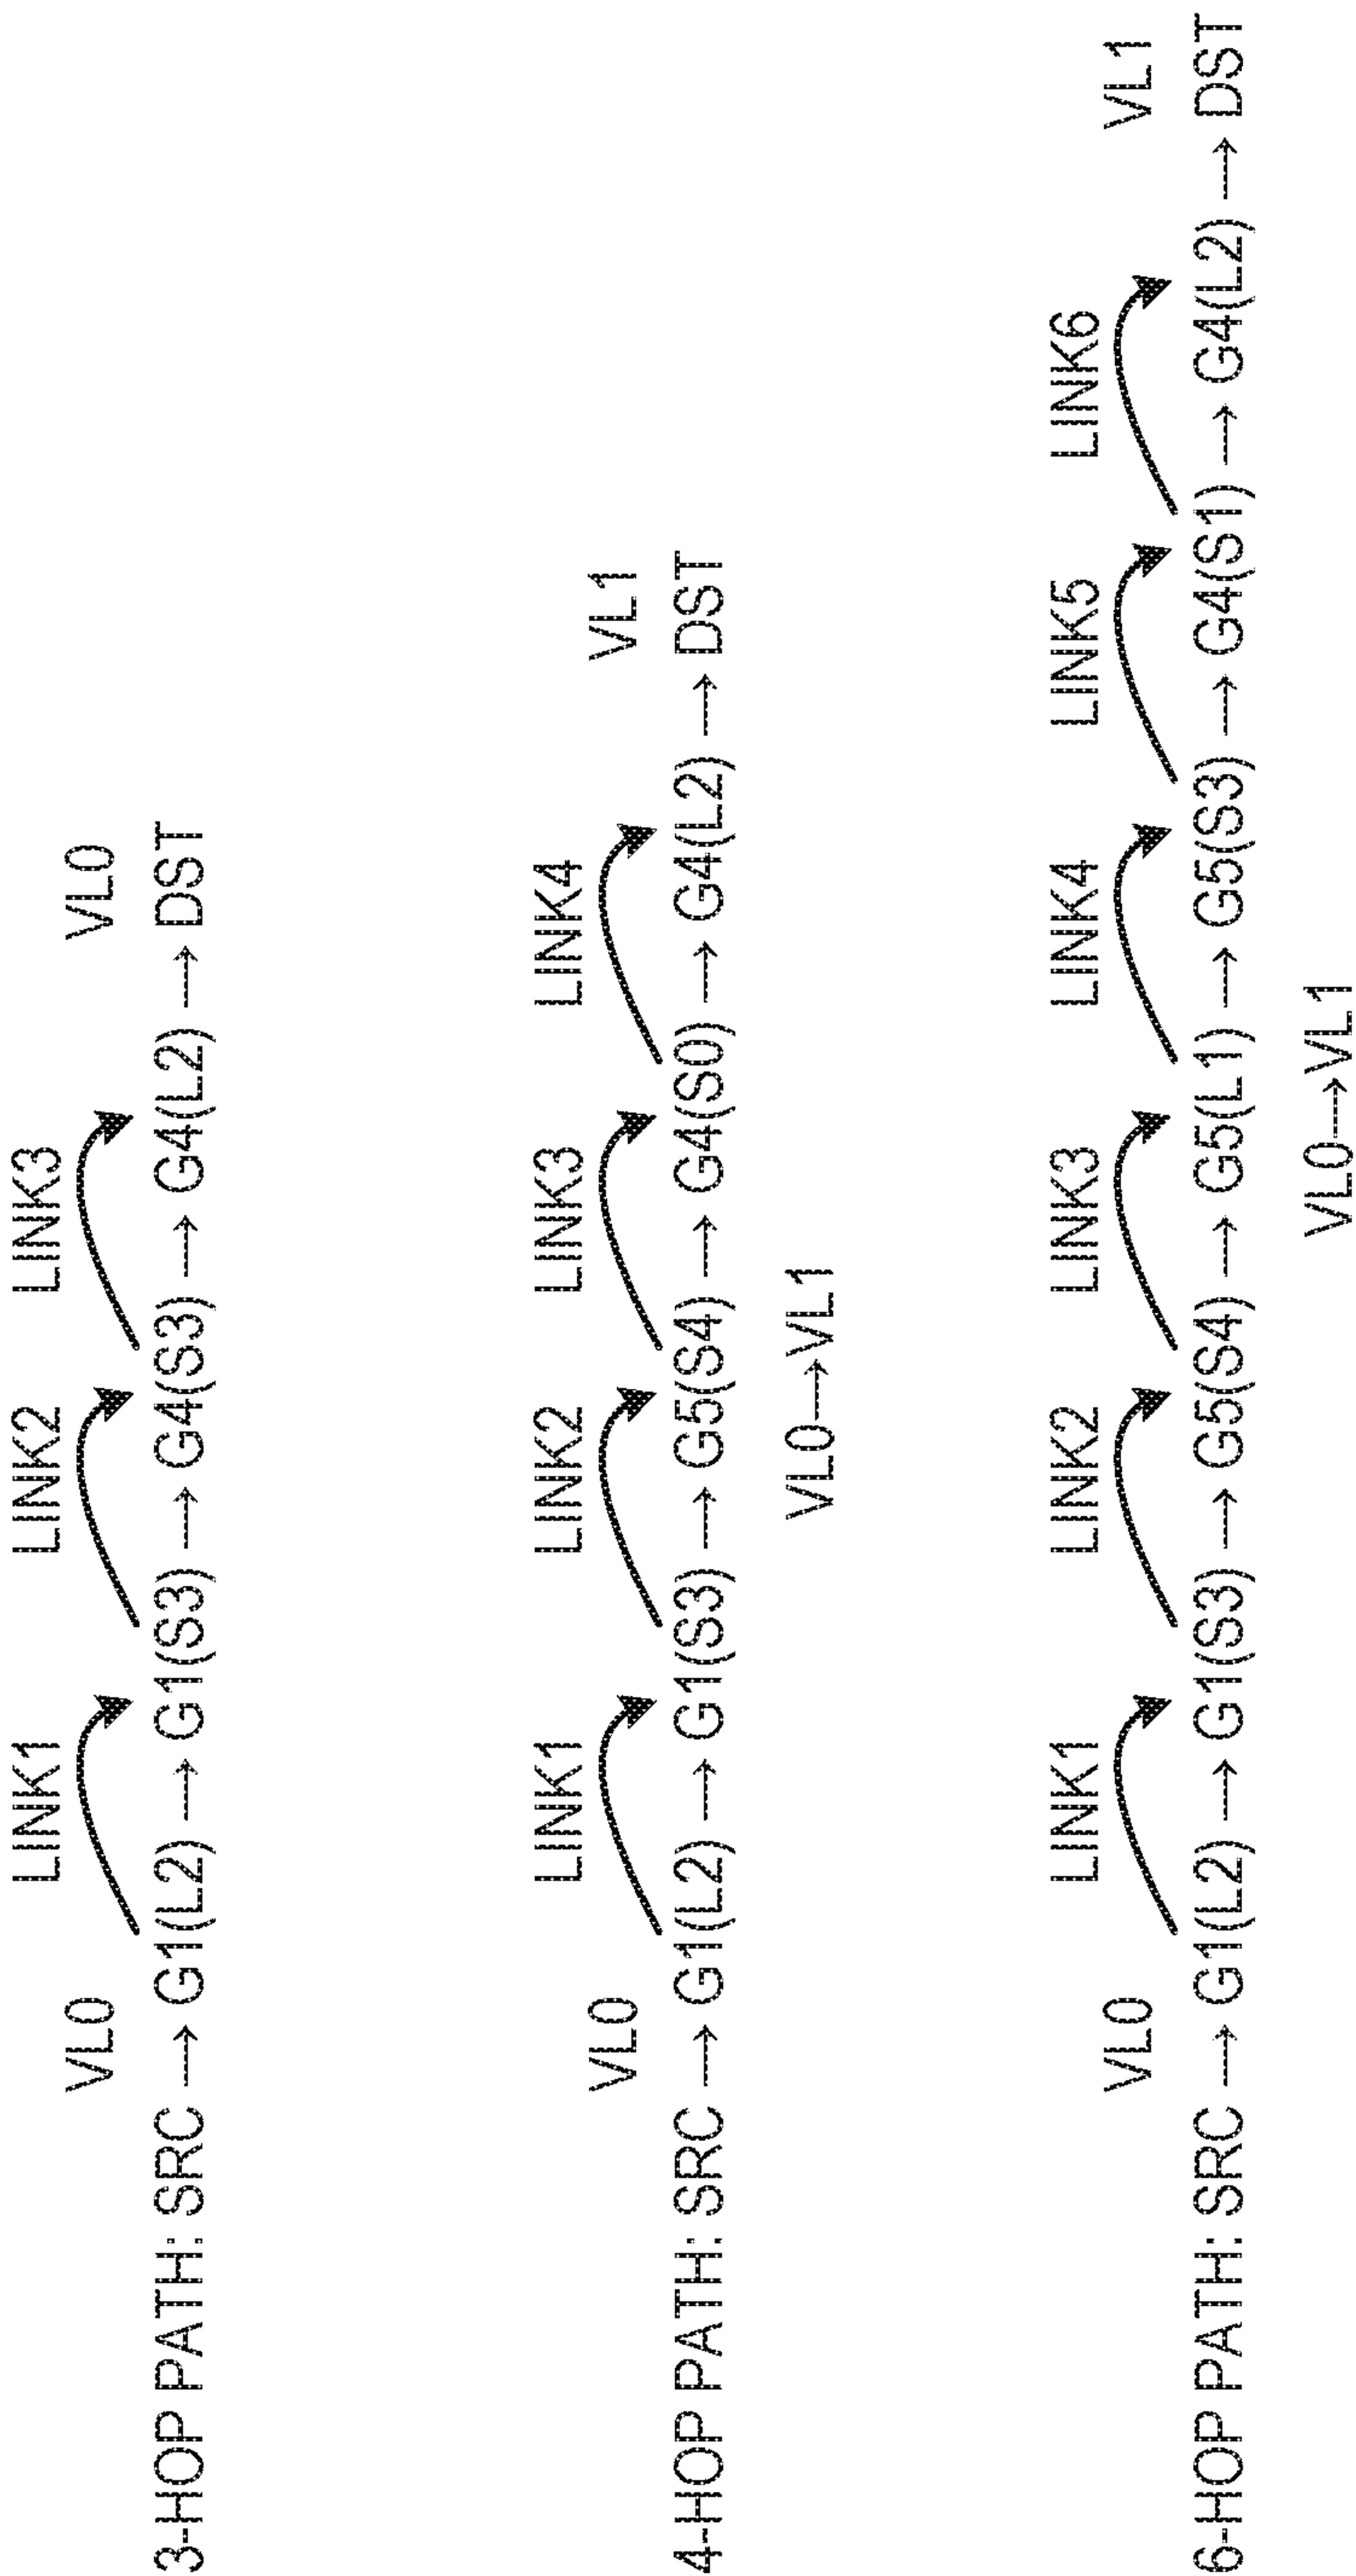 LINK1 LINK2 LINK3
VL0 VL0
3-HOP PATH: SRC → G1(L2) → G1(S3) → G4(S3) → G4(L2) → DST
LINK1 LINK2 LINK3 LINK4
VL0 VL1
4-HOP PATH: SRC → G1(L2) → G1(S3) → G5(S4) → G4(S0) → G4(L2) → DST
VL0→VL1
LINK1 LINK2 LINK3 LINK4 LINK5 LINK6
VL0 VL1
6-HOP PATH: SRC → G1(L2) → G1(S3) → G5(S4) → G5(L1) → G5(S3) → G4(S1) → G4(L2) → DST
VL0→VL1